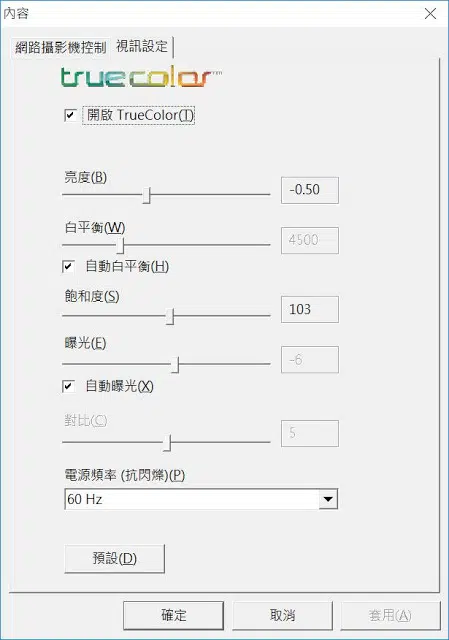 內容
網路攝影機控制 視訊設定
truecolor™
開啟 TrueColor(T)
亮度(B)
-0.50
白平衡(W)
4500
自動白平衡(H)
飽和度(S)
103
曝光(E)
-6
自動曝光(X)
對比(C)
5
電源頻率 (抗閃爍)(P)
60 Hz
預設(D)
確定 取消 套用(A)